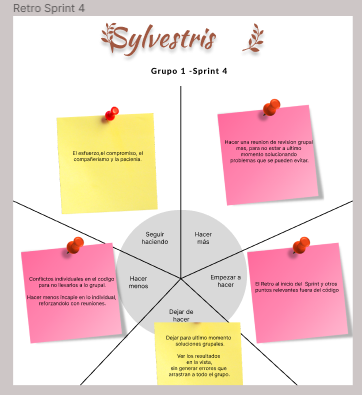 Retro Sprint 4
Sylvestris
Grupo 1 -Sprint 4
El esfuerzo,el compromiso, el
compañerismo y la pacienia.
Hacer una reunion de revision grupal
mas, para no estar a ultimo
momento solucionando
problemas que se pueden evitar.
Seguir
haciendo
Hacer
más
Hacer
menos
Empezar a
hacer
Dejar de
hacer
Conflictos individuales en el codigo
para no llevarlos a lo grupal.
Hacer menos incapie en lo individual,
reforzandolo con reuniones.
El Retro al inicio del Sprint y otros
puntos relevantes fuera del código
Dejar para ultimo momento
soluciones grupales.
Ver los resultados
en la vista,
sin generar errores que
arrastran a todo el grupo.